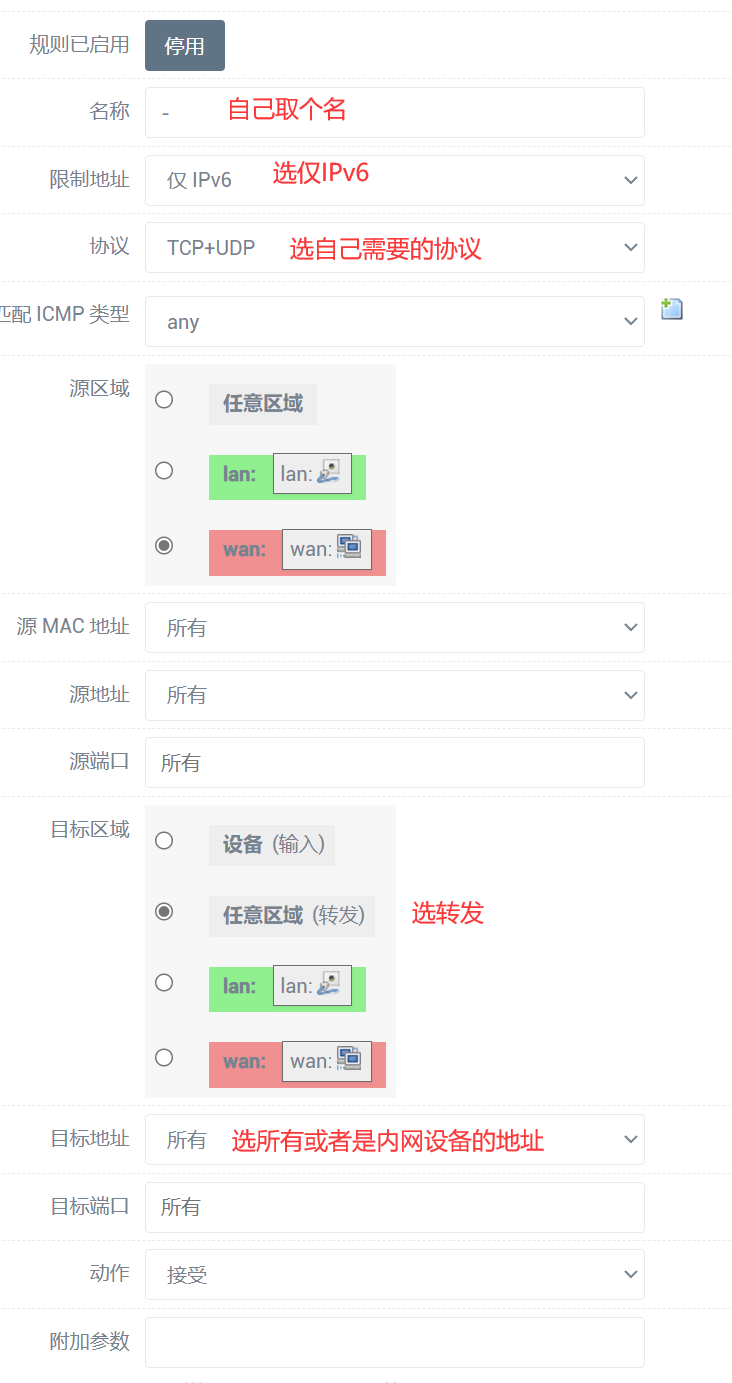 规则已启用 停用
名称 - 自己取个名
限制地址 仅 IPv6 选仅IPv6
协议 TCP+UDP 选自己需要的协议
匹配 ICMP 类型 any
源区域 任意区域
lan: lan:
wan: wan:
源 MAC 地址 所有
源地址 所有
源端口 所有
目标区域 设备 (输入)
任意区域 (转发) 选转发
lan: lan:
wan: wan:
目标地址 所有 选所有或者是内网设备的地址
目标端口 所有
动作 接受
附加参数